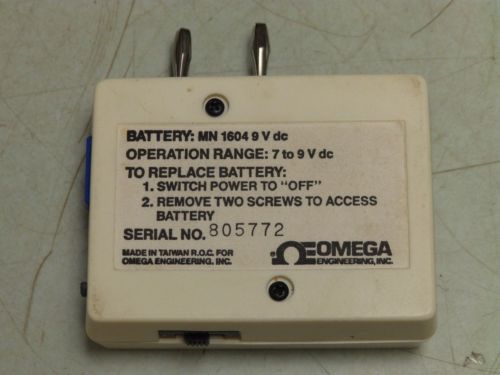 BATTERY: MN 1604 9 V dc
OPERATION RANGE: 7 to 9 V dc
TO REPLACE BATTERY:
1. SWITCH POWER TO "OFF"
2. REMOVE TWO SCREWS TO ACCESS
BATTERY
SERIAL NO. 805772
MADE IN TAIWAN R.O.C. FOR
OMEGA ENGINEERING, INC.
OMEGA
ENGINEERING, INC.